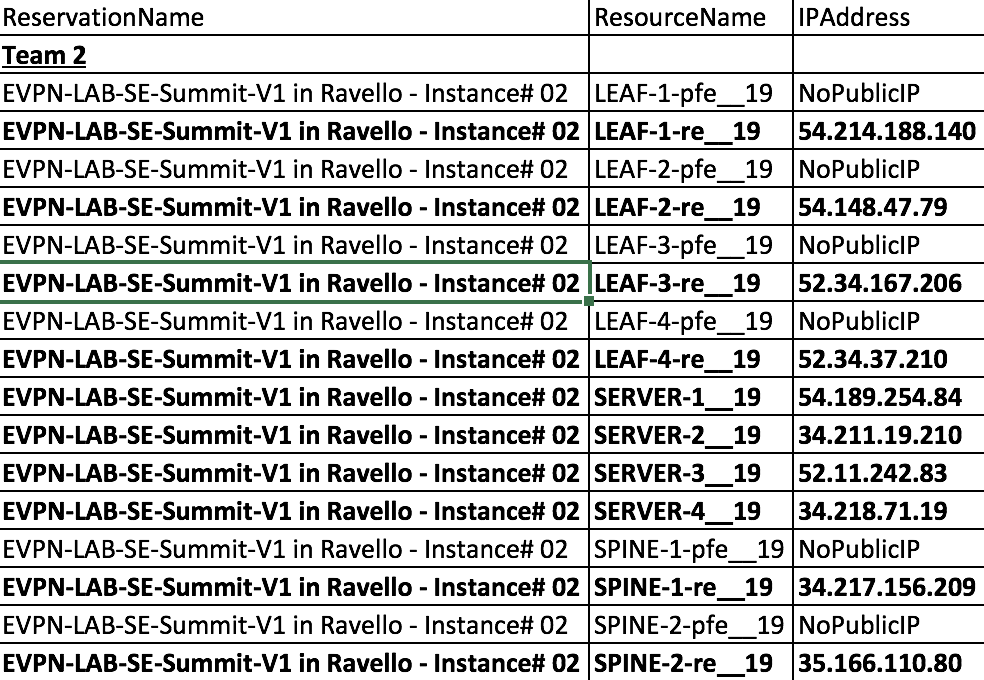 ReservationName ResourceName IPAddress
Team 2
EVPN-LAB-SE-Summit-V1 in Ravello - Instance# 02 LEAF-1-pfe__19 NoPublicIP
EVPN-LAB-SE-Summit-V1 in Ravello - Instance# 02 LEAF-1-re__19 54.214.188.140
EVPN-LAB-SE-Summit-V1 in Ravello - Instance# 02 LEAF-2-pfe__19 NoPublicIP
EVPN-LAB-SE-Summit-V1 in Ravello - Instance# 02 LEAF-2-re__19 54.148.47.79
EVPN-LAB-SE-Summit-V1 in Ravello - Instance# 02 LEAF-3-pfe__19 NoPublicIP
EVPN-LAB-SE-Summit-V1 in Ravello - Instance# 02 LEAF-3-re__19 52.34.167.206
EVPN-LAB-SE-Summit-V1 in Ravello - Instance# 02 LEAF-4-pfe__19 NoPublicIP
EVPN-LAB-SE-Summit-V1 in Ravello - Instance# 02 LEAF-4-re__19 52.34.37.210
EVPN-LAB-SE-Summit-V1 in Ravello - Instance# 02 SERVER-1__19 54.189.254.84
EVPN-LAB-SE-Summit-V1 in Ravello - Instance# 02 SERVER-2__19 34.211.19.210
EVPN-LAB-SE-Summit-V1 in Ravello - Instance# 02 SERVER-3__19 52.11.242.83
EVPN-LAB-SE-Summit-V1 in Ravello - Instance# 02 SERVER-4__19 34.218.71.19
EVPN-LAB-SE-Summit-V1 in Ravello - Instance# 02 SPINE-1-pfe__19 NoPublicIP
EVPN-LAB-SE-Summit-V1 in Ravello - Instance# 02 SPINE-1-re__19 34.217.156.209
EVPN-LAB-SE-Summit-V1 in Ravello - Instance# 02 SPINE-2-pfe__19 NoPublicIP
EVPN-LAB-SE-Summit-V1 in Ravello - Instance# 02 SPINE-2-re__19 35.166.110.80